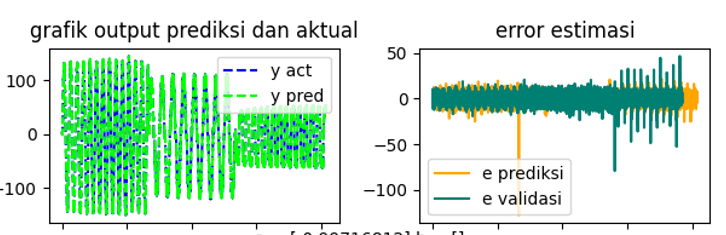 grafik output prediksi dan aktual
error estimasi
100
0
-100
y act
y pred
50
0
-50
-100
e prediksi
e validasi